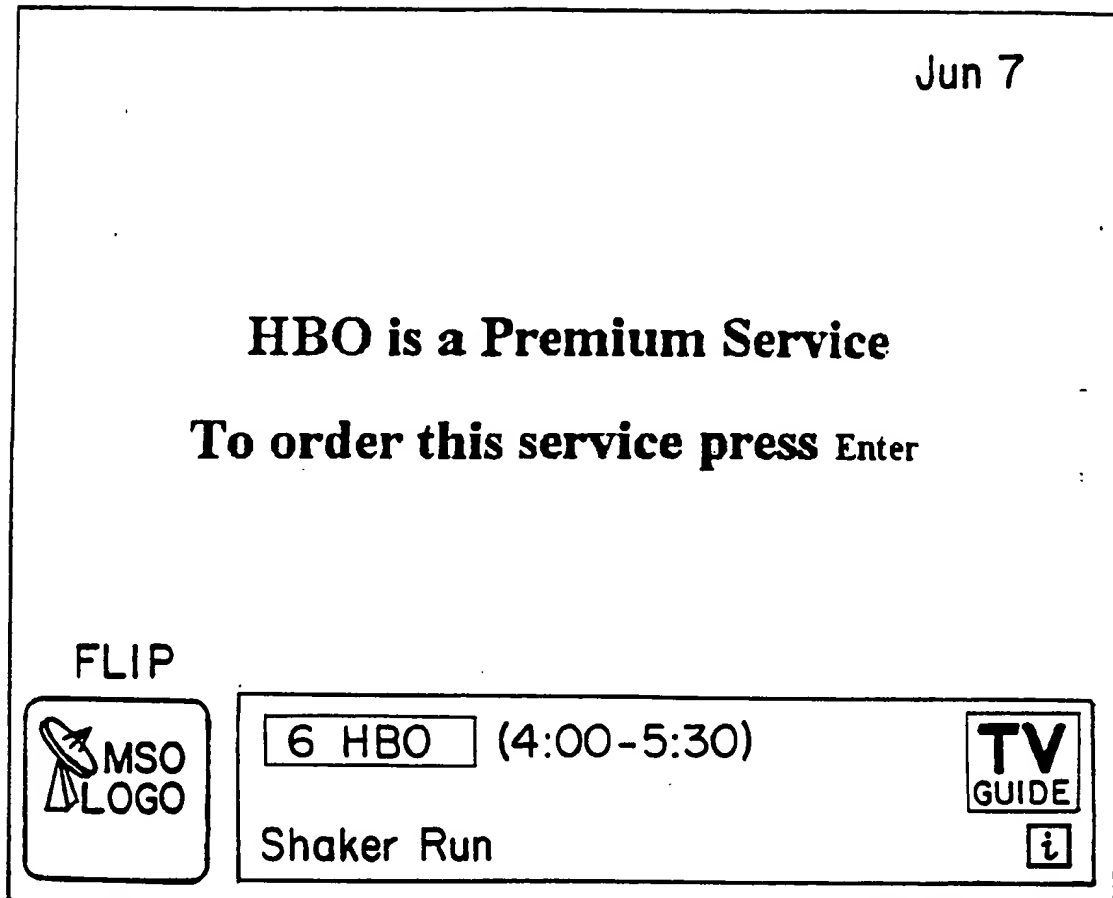 Jun 7
HBO is a Premium Service
To order this service press Enter
FLIP
MSO
LOGO
6 HBO (4:00-5:30)
TV
GUIDE
Shaker Run
i